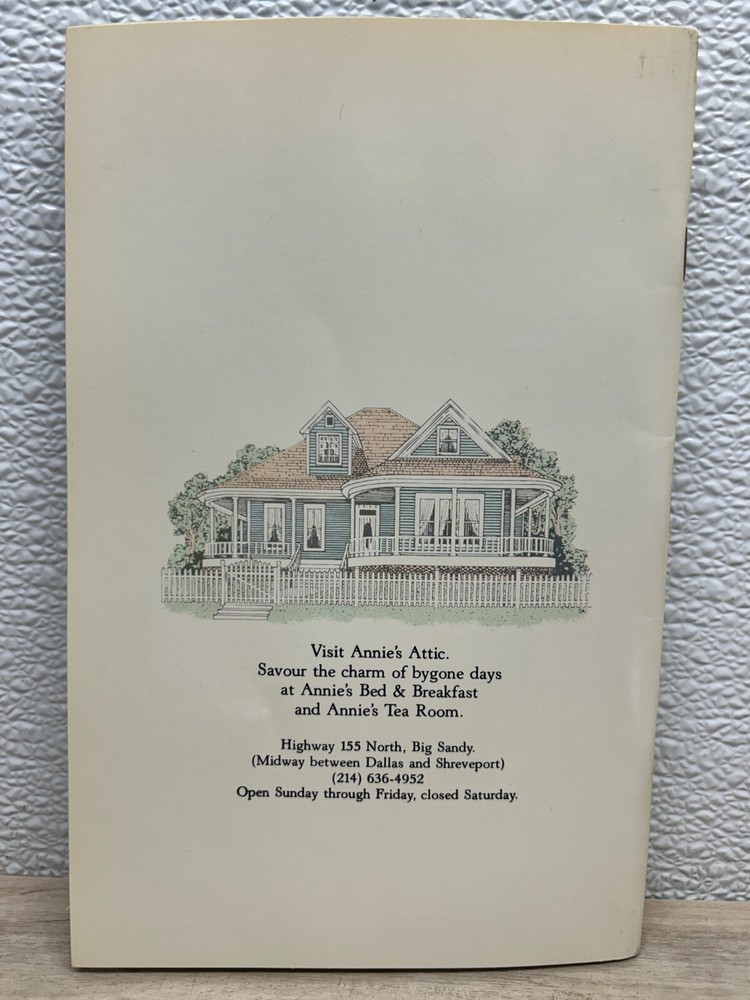 Visit Annie's Attic.
Savour the charm of bygone days
at Annie's Bed & Breakfast
and Annie's Tea Room.
Highway 155 North, Big Sandy.
(Midway between Dallas and Shreveport)
(214) 636-4952
Open Sunday through Friday, closed Saturday.